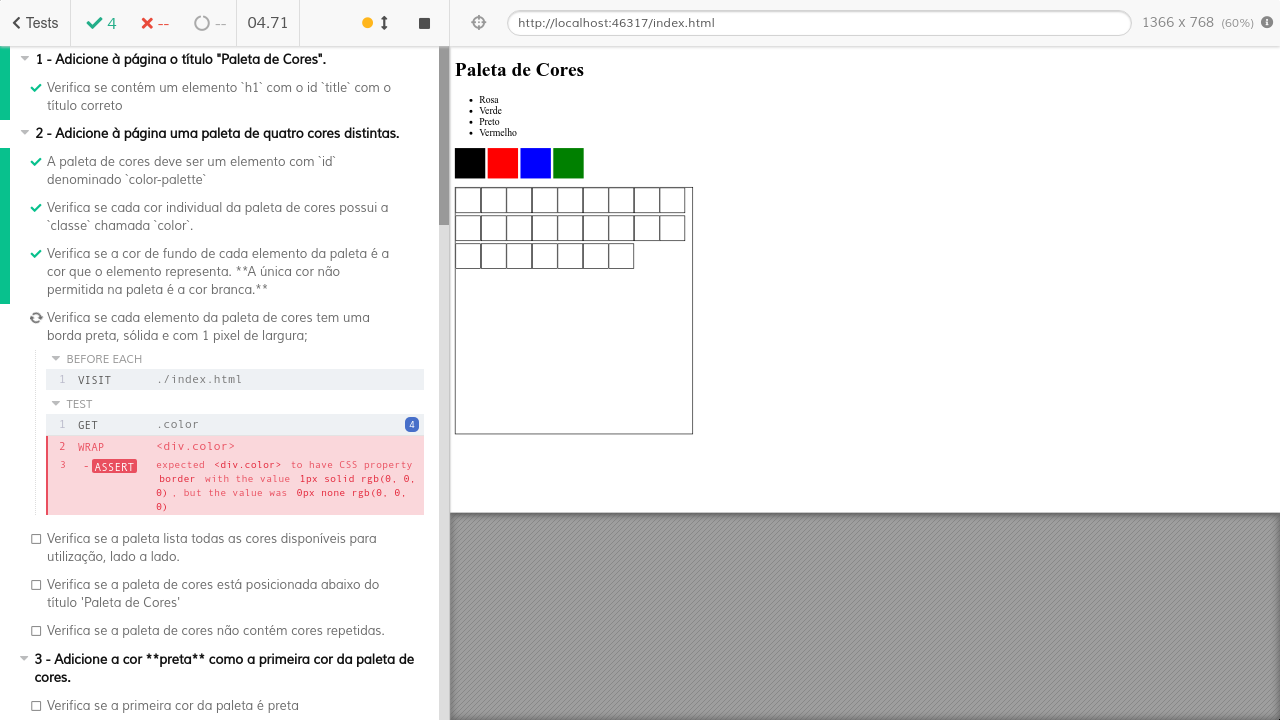 Tests
4
--
--
04.71
http://localhost:46317/index.html
1366 x 768 (60%)
1 - Adicione à página o título "Paleta de Cores".
Verifica se contém um elemento `h1` com o id `title` com o
título correto
2 - Adicione à página uma paleta de quatro cores distintas.
A paleta de cores deve ser um elemento com `id`
denominado `color-palette`
Verifica se cada cor individual da paleta de cores possui a
`classe` chamada `color`.
Verifica se a cor de fundo de cada elemento da paleta é a
cor que o elemento representa. **A única cor não
permitida na paleta é a cor branca.**
Verifica se cada elemento da paleta de cores tem uma
borda preta, sólida e com 1 pixel de largura;
BEFORE EACH
1 VISIT ./index.html
TEST
1 GET .color 4
2 WRAP <div.color>
3 -ASSERT expected <div.color> to have CSS property
border with the value 1px solid rgb(0, 0,
0) , but the value was 0px none rgb(0, 0,
0)
Verifica se a paleta lista todas as cores disponíveis para
utilização, lado a lado.
Verifica se a paleta de cores está posicionada abaixo do
título 'Paleta de Cores'
Verifica se a paleta de cores não contém cores repetidas.
3 - Adicione a cor **preta** como a primeira cor da paleta de
cores.
Verifica se a primeira cor da paleta é preta
Paleta de Cores
Rosa
Verde
Preto
Vermelho